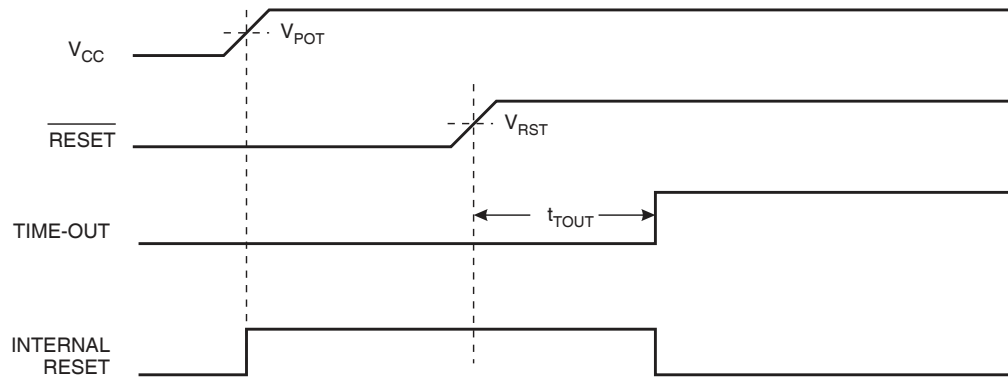 V_CC
V_POT
RESET
V_RST
TIME-OUT
t_TOUT
INTERNAL
RESET